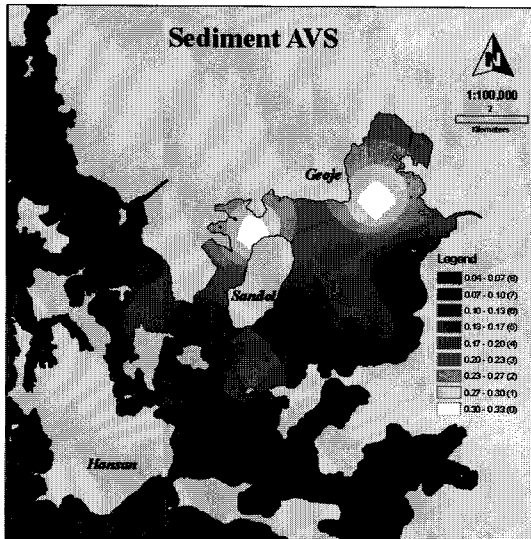 Sediment AVS
N
1:100,000
2
Kilometers
Geoje
Sandal
Hansan
Legend
0.04 - 0.07 (8)
0.07 - 0.10 (7)
0.10 - 0.13 (6)
0.13 - 0.17 (5)
0.17 - 0.20 (4)
0.20 - 0.23 (3)
0.23 - 0.27 (2)
0.27 - 0.30 (1)
0.30 - 0.33 (0)